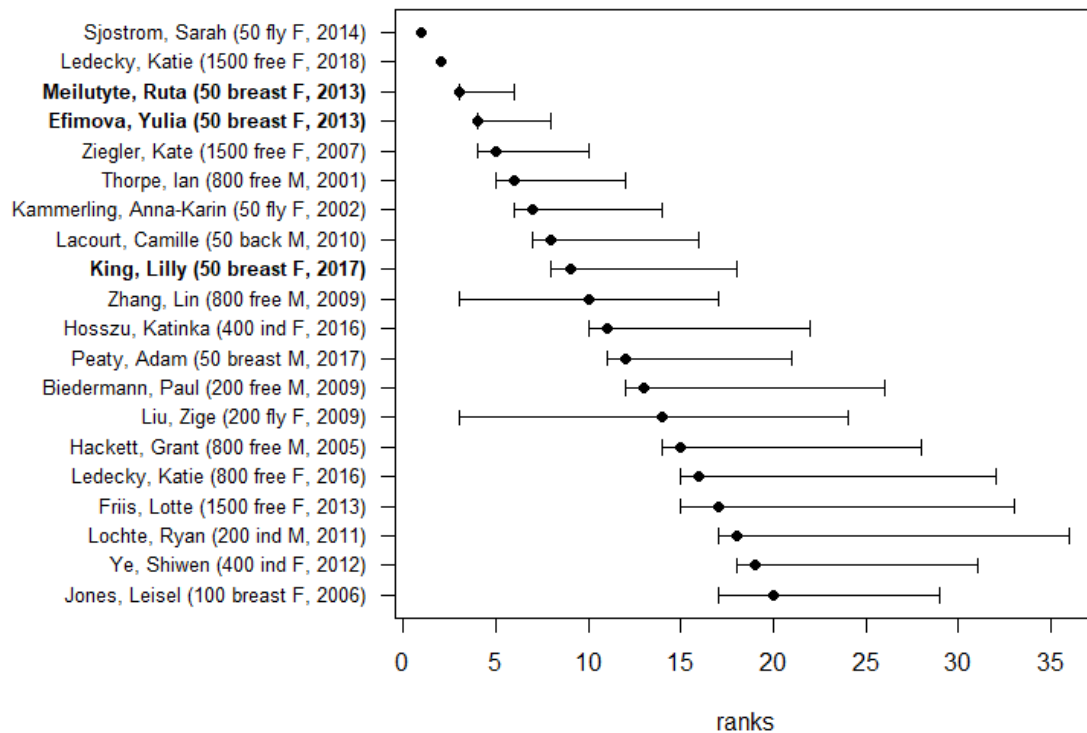 Sjostrom, Sarah (50 fly F, 2014)
Ledecky, Katie (1500 free F, 2018)
Meilutyte, Ruta (50 breast F, 2013)
Efimova, Yulia (50 breast F, 2013)
Ziegler, Kate (1500 free F, 2007)
Thorpe, Ian (800 free M, 2001)
Kammerling, Anna-Karin (50 fly F, 2002)
Lacourt, Camille (50 back M, 2010)
King, Lilly (50 breast F, 2017)
Zhang, Lin (800 free M, 2009)
Hosszu, Katinka (400 ind F, 2016)
Peaty, Adam (50 breast M, 2017)
Biedermann, Paul (200 free M, 2009)
Liu, Zige (200 fly F, 2009)
Hackett, Grant (800 free M, 2005)
Ledecky, Katie (800 free F, 2016)
Friis, Lotte (1500 free F, 2013)
Lochte, Ryan (200 ind M, 2011)
Ye, Shiwen (400 ind F, 2012)
Jones, Leisel (100 breast F, 2006)
0 5 10 15 20 25 30 35
ranks